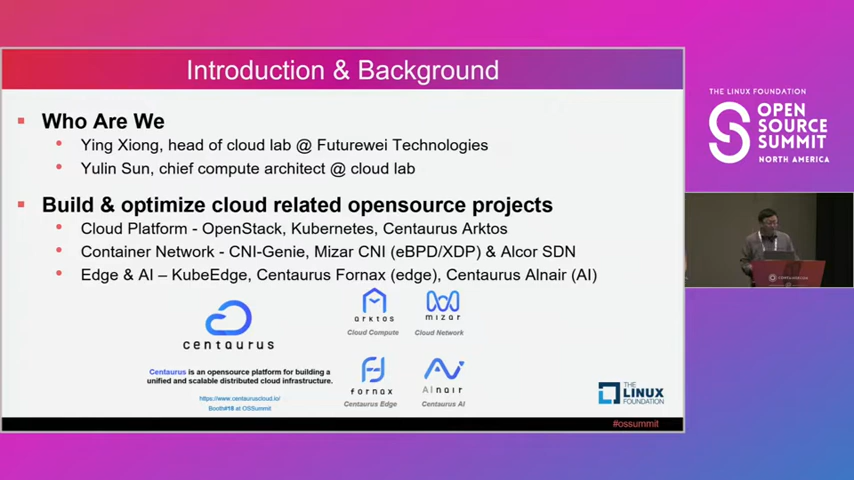 Introduction & Background
Who Are We
Ying Xiong, head of cloud lab @ Futurewei Technologies
Yulin Sun, chief compute architect @ cloud lab
Build & optimize cloud related opensource projects
Cloud Platform - OpenStack, Kubernetes, Centaurus Arktos
Container Network - CNI-Genie, Mizar CNI (eBPD/XDP) & Alcor SDN
Edge & AI – KubeEdge, Centaurus Fornax (edge), Centaurus Alnair (AI)
centaurus
Centaurus is an opensource platform for building a
unified and scalable distributed cloud infrastructure.
https://www.centauruscloud.io/
Booth#18 at OSSummit
arktos
Cloud Compute
mizar
Cloud Network
fornax
Centaurus Edge
Alnair
Centaurus AI
THE
LINUX
FOUNDATION
#ossummit
THE LINUX FOUNDATION
OPEN
SOURCE
SUMMIT
NORTH AMERICA